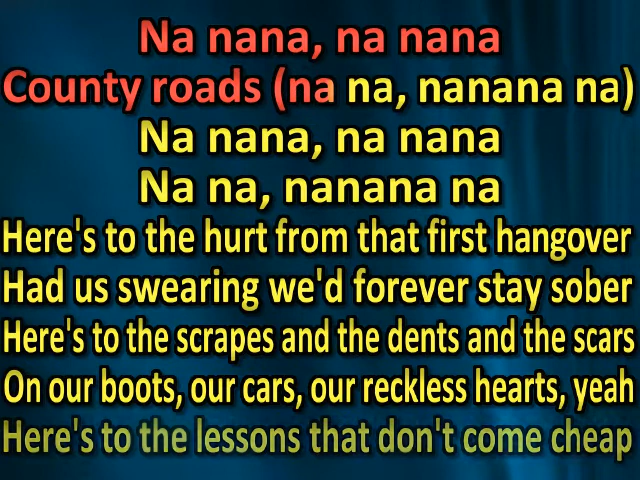 Na nana, na nana
County roads (na na, nanana na)
Na nana, na nana
Na na, nanana na
Here's to the hurt from that first hangover
Had us swearing we'd forever stay sober
Here's to the scrapes and the dents and the scars
On our boots, our cars, our reckless hearts, yeah
Here's to the lessons that don't come cheap